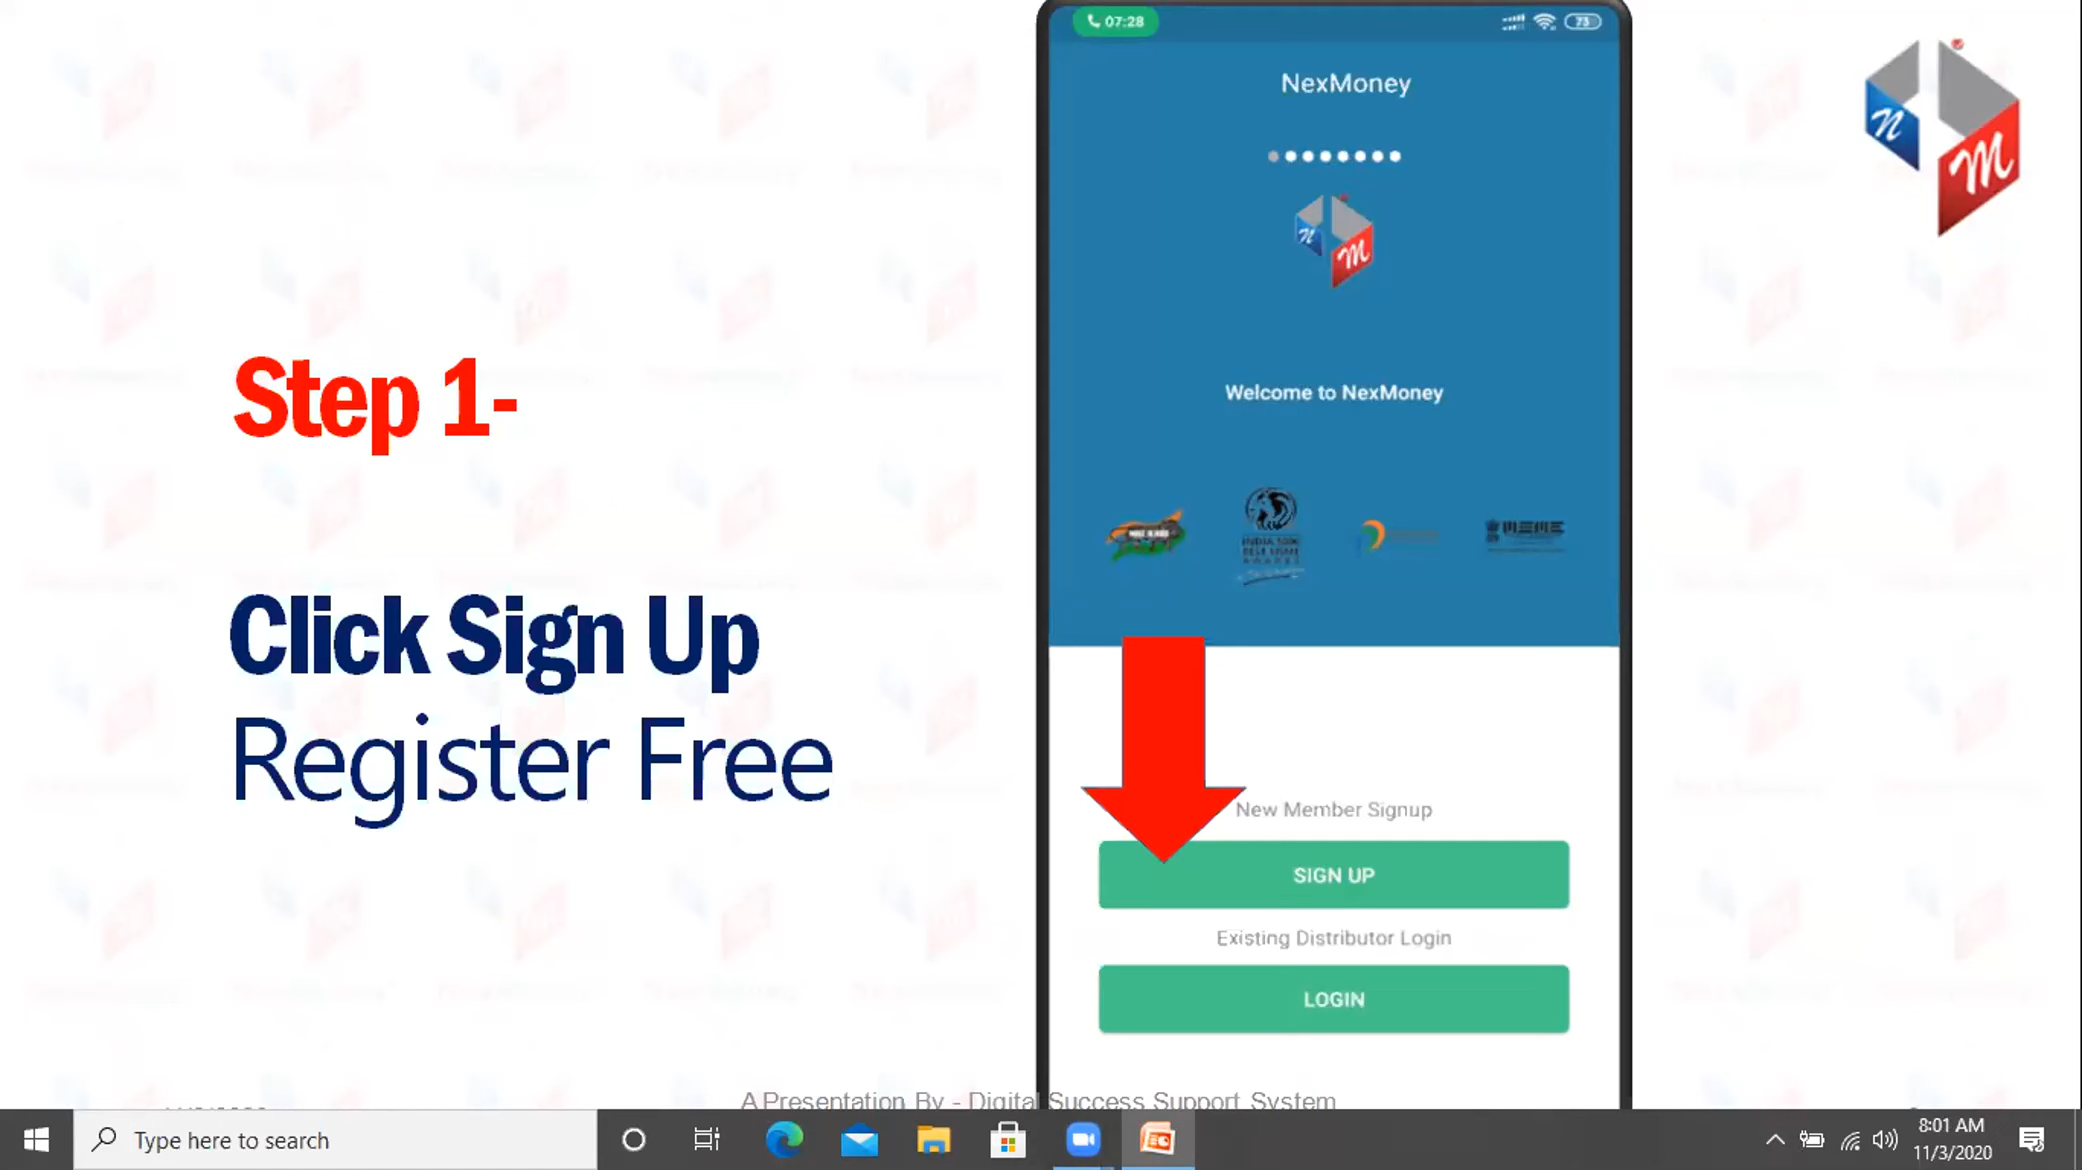 07:28
73
NexMoney
n
m
n
m
Welcome to NexMoney
Step 1-
Click Sign Up
Register Free
New Member Signup
SIGN UP
Existing Distributor Login
LOGIN
A Presentation By - Digital Success Support System
Type here to search
8:01 AM
11/3/2020